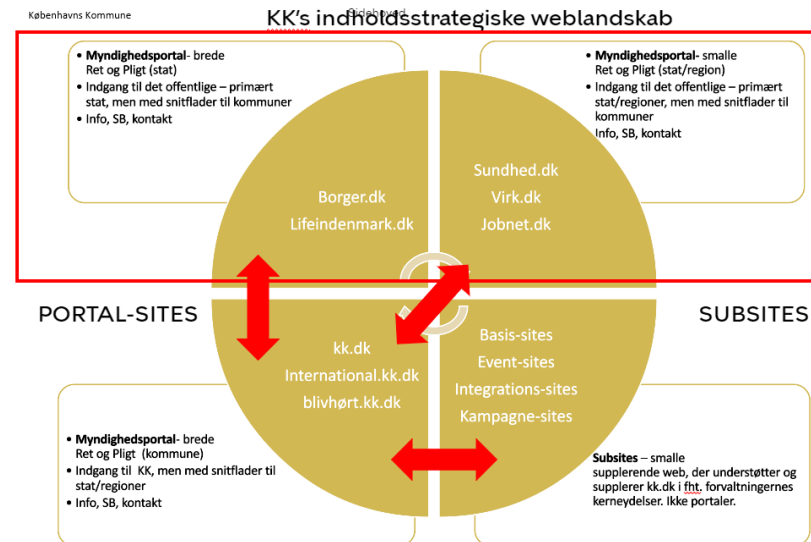 Københavns Kommune
Sidehoved
KK's indholdsstrategiske weblandskab
• Myndighedsportal- brede
Ret og Pligt (stat)
• Indgang til det offentlige – primært
stat, men med snitflader til kommuner
• Info, SB, kontakt
• Myndighedsportal- smalle
Ret og Pligt (stat/region)
• Indgang til det offentlige – primært
stat/regioner, men med snitflader til
kommuner
Info, SB, kontakt
Borger.dk
Lifeindenmark.dk
Sundhed.dk
Virk.dk
Jobnet.dk
PORTAL-SITES
SUBSITES
kk.dk
International.kk.dk
blivhørt.kk.dk
Basis-sites
Event-sites
Integrations-sites
Kampagne-sites
• Myndighedsportal- brede
Ret og Pligt (kommune)
• Indgang til KK, men med snitflader til
stat/regioner
• Info, SB, kontakt
Subsites – smalle
supplerende web, der understøtter og
supplerer kk.dk i fht. forvaltningernes
kerneydelser. Ikke portaler.